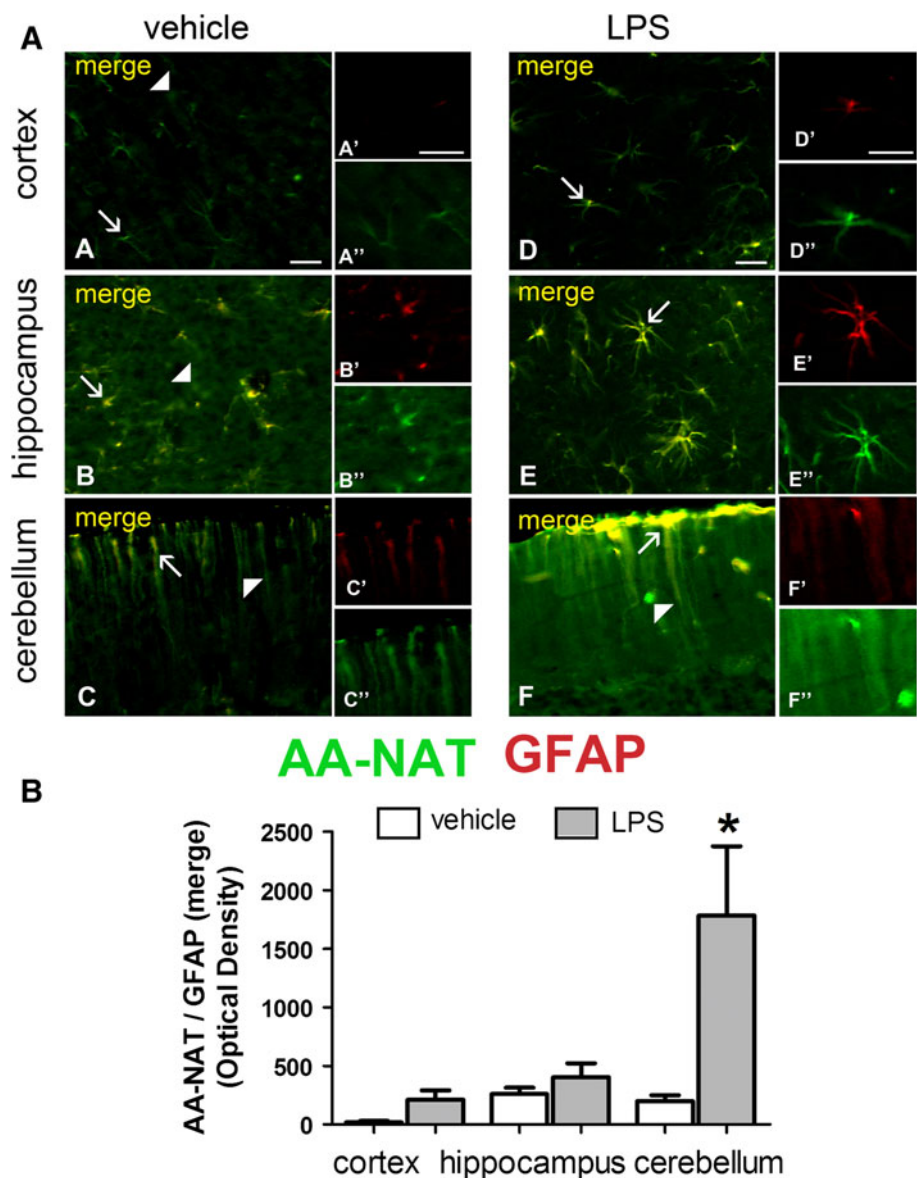 A
vehicle
LPS
cortex
merge
A
A'
A''
merge
D
D'
D''
hippocampus
merge
B
B'
B''
merge
E
E'
E''
cerebellum
merge
C
C'
C''
merge
F
F'
F''
AA-NAT GFAP
B
vehicle LPS
AA-NAT / GFAP (merge)
(Optical Density)
2500
2000
1500
1000
500
0
*
cortex hippocampus cerebellum